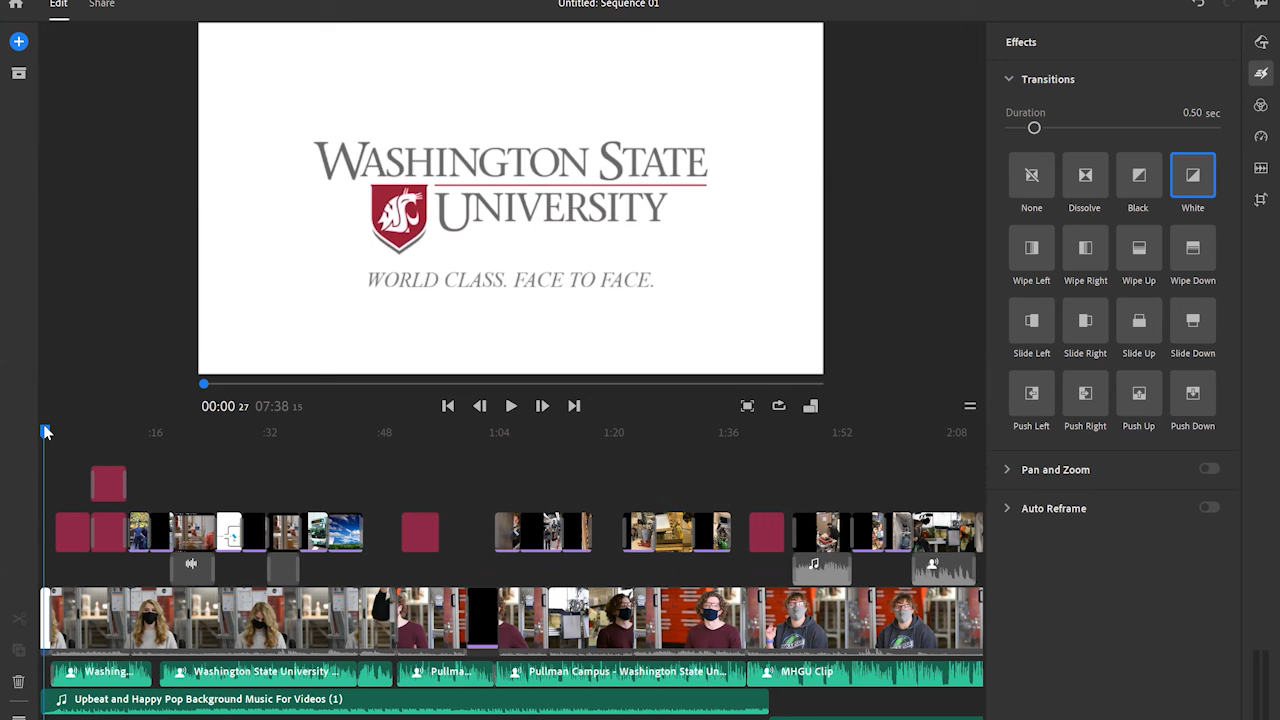 Edit
Share
Untitled: Sequence 01
WASHINGTON STATE
UNIVERSITY
WORLD CLASS. FACE TO FACE.
00:00 27
07:38 15
:16
:32
:48
1:04
1:20
1:36
1:52
2:08
Washing...
Washington State University ...
Pullma...
Pullman Campus - Washington State Un...
MHGU Clip
Upbeat and Happy Pop Background Music For Videos (1)
Effects
Transitions
Duration
0.50 sec
None
Dissolve
Black
White
Wipe Left
Wipe Right
Wipe Up
Wipe Down
Slide Left
Slide Right
Slide Up
Slide Down
Push Left
Push Right
Push Up
Push Down
Pan and Zoom
Auto Reframe